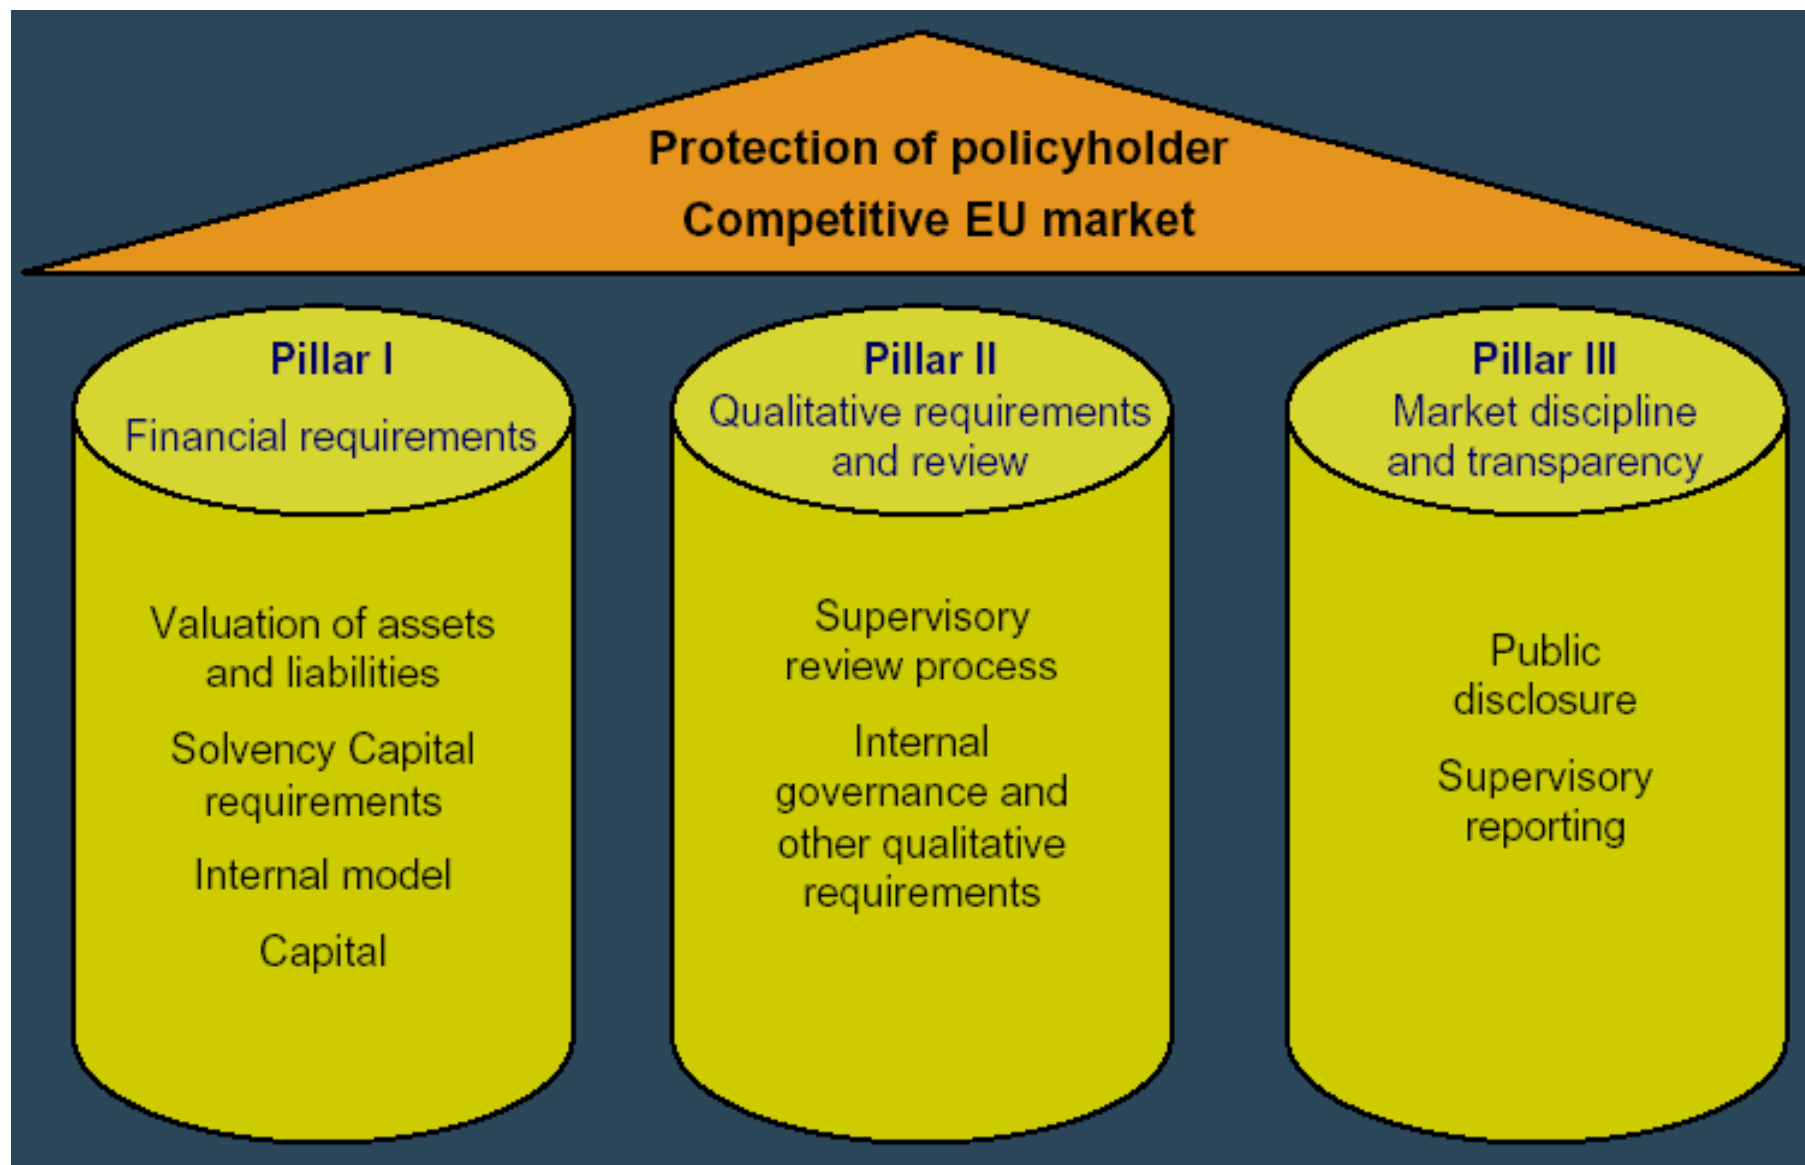 Protection of policyholder
Competitive EU market
Pillar I
Financial requirements
Valuation of assets
and liabilities
Solvency Capital
requirements
Internal model
Capital
Pillar II
Qualitative requirements
and review
Supervisory
review process
Internal
governance and
other qualitative
requirements
Pillar III
Market discipline
and transparency
Public
disclosure
Supervisory
reporting